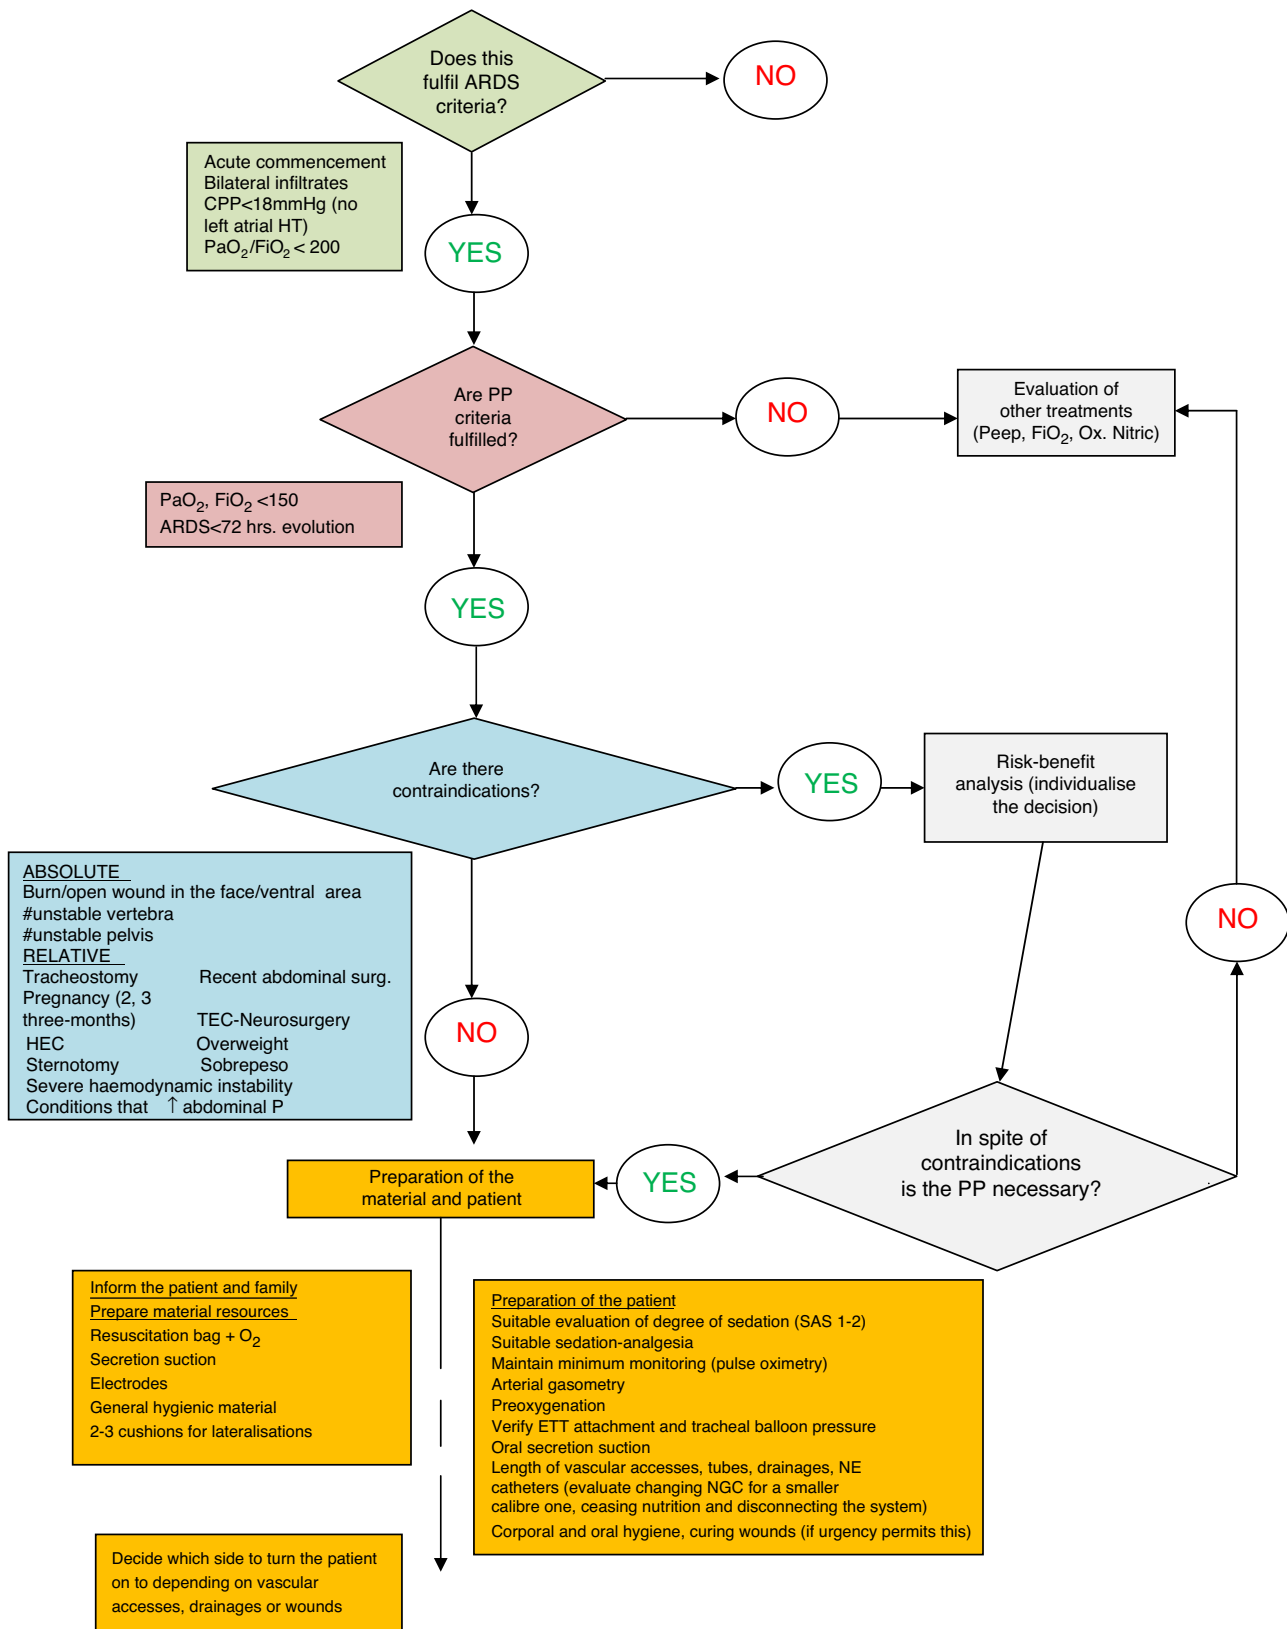 Does this
fulfil ARDS
criteria?
NO
Acute commencement
Bilateral infiltrates
CPP<18mmHg (no
left atrial HT)
PaO2/FiO2 < 200
YES
Are PP
criteria
fulfilled?
NO
Evaluation of
other treatments
(Peep, FiO2, Ox. Nitric)
PaO2, FiO2 <150
ARDS<72 hrs. evolution
YES
Are there
contraindications?
YES
Risk-benefit
analysis (individualise
the decision)
ABSOLUTE
Burn/open wound in the face/ventral area
#unstable vertebra
#unstable pelvis
RELATIVE
Tracheostomy Recent abdominal surg.
Pregnancy (2, 3
three-months) TEC-Neurosurgery
HEC Overweight
Sternotomy Sobrepeso
Severe haemodynamic instability
Conditions that ↑ abdominal P
NO
NO
In spite of
contraindications
is the PP necessary?
YES
Preparation of the
material and patient
Inform the patient and family
Prepare material resources
Resuscitation bag + O2
Secretion suction
Electrodes
General hygienic material
2-3 cushions for lateralisations
Preparation of the patient
Suitable evaluation of degree of sedation (SAS 1-2)
Suitable sedation-analgesia
Maintain minimum monitoring (pulse oximetry)
Arterial gasometry
Preoxygenation
Verify ETT attachment and tracheal balloon pressure
Oral secretion suction
Length of vascular accesses, tubes, drainages, NE
catheters (evaluate changing NGC for a smaller
calibre one, ceasing nutrition and disconnecting the system)
Corporal and oral hygiene, curing wounds (if urgency permits this)
Decide which side to turn the patient
on to depending on vascular
accesses, drainages or wounds